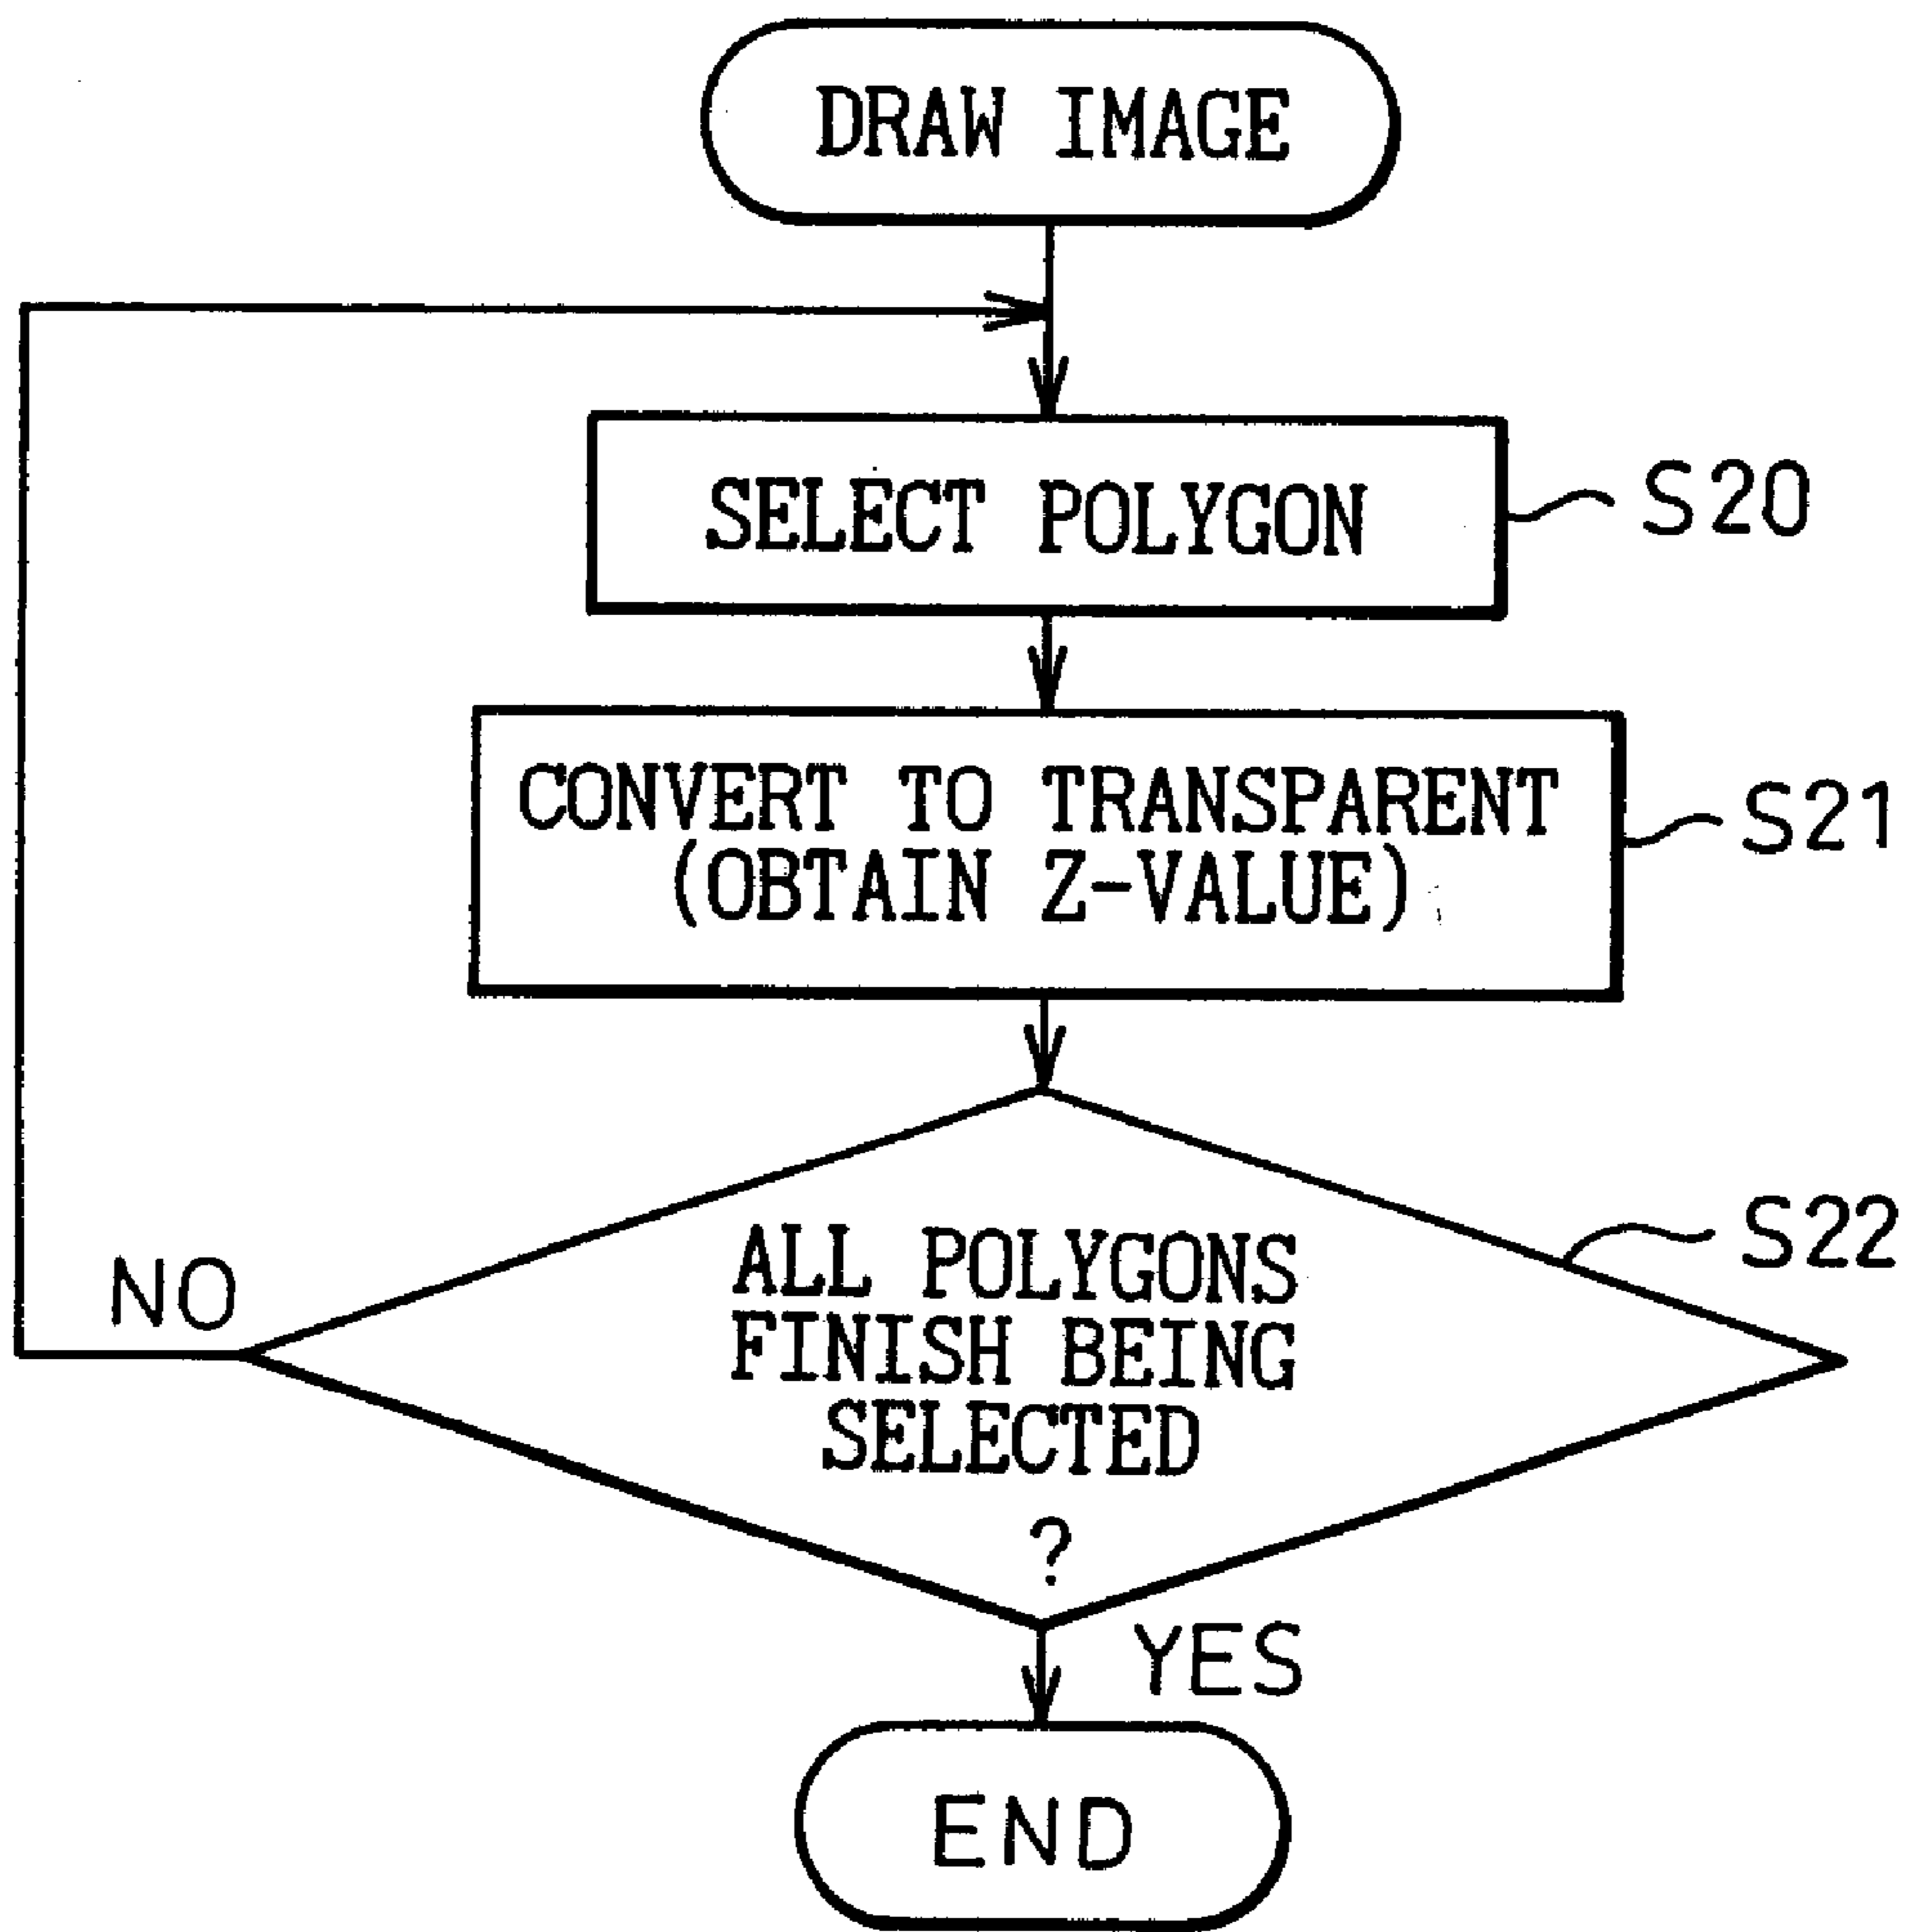 DRAW IMAGE
SELECT POLYGON
S20
CONVERT TO TRANSPARENT
(OBTAIN Z-VALUE)
S21
ALL POLYGONS
FINISH BEING
SELECTED
?
S22
NO
YES
END